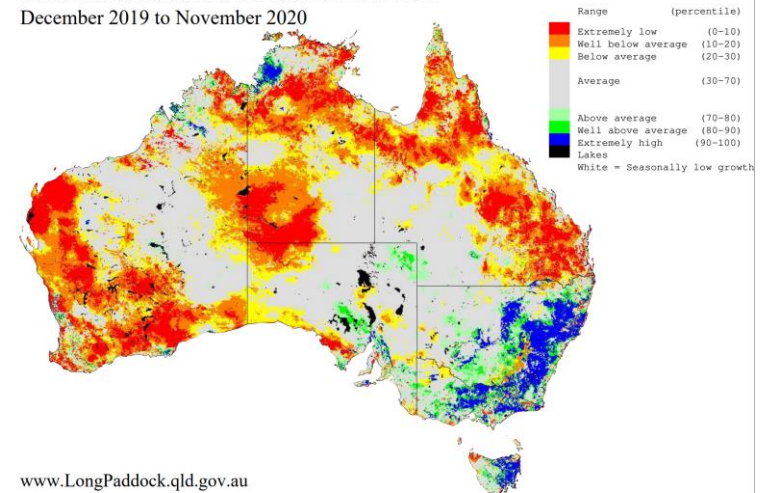 December 2019 to November 2020
Range (percentile)
Extremely low (0-10)
Well below average (10-20)
Below average (20-30)
Average (30-70)
Above average (70-80)
Well above average (80-90)
Extremely high (90-100)
Lakes
White = Seasonally low growth
www.LongPaddock.qld.gov.au